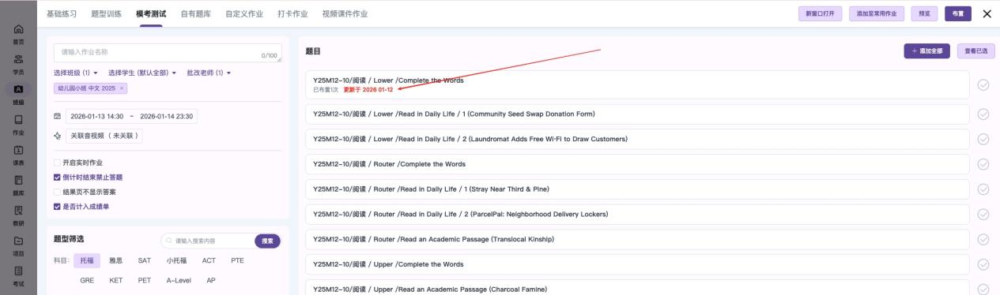 基础练习 题型训练 模考测试 自有题库 自定义作业 打卡作业 视频课件作业 新窗口打开 添加至常用作业 预览 布置
首页
学员
班级
作业
课表
题库
教研
项目
考试
请输入作业名称
0/100
选择班级 (1) 选择学生 (默认全部) 批改老师 (1)
幼儿园小班 中文 2025 ×
2026-01-13 14:30 ~ 2026-01-14 23:30
关联音视频 ( 未关联 )
开启实时作业
倒计时结束禁止答题
结果页不显示答案
是否计入成绩单
题型筛选 请输入搜索内容 搜索
科目: 托福 雅思 SAT 小托福 ACT PTE
GRE KET PET A-Level AP
题目 + 添加全部 查看已选
Y25M12-10/阅读 / Lower /Complete the Words
已布置1次 更新于 2026 01-12
Y25M12-10/阅读 / Lower /Read in Daily Life / 1 (Community Seed Swap Donation Form)
Y25M12-10/阅读 / Lower /Read in Daily Life / 2 (Laundromat Adds Free Wi-Fi to Draw Customers)
Y25M12-10/阅读 / Router /Complete the Words
Y25M12-10/阅读 / Router /Read in Daily Life / 1 (Stray Near Third & Pine)
Y25M12-10/阅读 / Router /Read in Daily Life / 2 (ParcelPal: Neighborhood Delivery Lockers)
Y25M12-10/阅读 / Router /Read an Academic Passage (Translocal Kinship)
Y25M12-10/阅读 / Upper /Complete the Words
Y25M12-10/阅读 / Upper /Read an Academic Passage (Charcoal Famine)